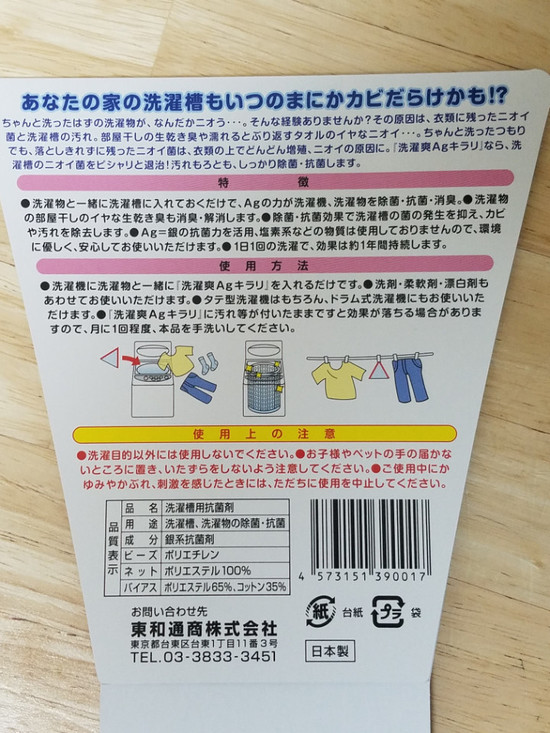 あなたの家の洗濯槽もいつのまにかカビだらけかも!?
ちゃんと洗ったはずの洗濯物が、なんだかニオう…。そんな経験ありませんか?その原因は、衣類に残ったニオイ
菌と洗濯槽の汚れ。部屋干しの生乾き臭や濡れるとぶり返すタオルのイヤなニオイ…。ちゃんと洗ったつもり
でも、落としきれずに残ったニオイ菌は、衣類の上でどんどん増殖、ニオイの原因に。『洗濯爽Agキラリ』なら、洗
濯槽のニオイ菌をピシャリと退治!汚れもろとも、しっかり除菌・抗菌します。
特 徴
●洗濯物と一緒に洗濯槽に入れておくだけで、Agの力が洗濯機、洗濯物を除菌・抗菌・消臭。●洗濯物
の部屋干しのイヤな生乾き臭も消臭・解消します。●除菌・抗菌効果で洗濯槽の菌の発生を抑え、カビ
や汚れを除去します。●Ag=銀の抗菌力を活用、塩素系などの物質は使用しておりませんので、環境
に優しく、安心してお使いいただけます。●1日1回の洗濯で、効果は約1年間持続します。
使用方法
●洗濯機に洗濯物と一緒に『洗濯爽Agキラリ』を入れるだけです。●洗剤・柔軟剤・漂白剤も
あわせてお使いいただけます。●タテ型洗濯機はもちろん、ドラム式洗濯機にもお使いいただ
けます。●『洗濯爽Agキラリ』に汚れ等が付いたままですと効果が落ちる場合がありま
すので、月に1回程度、本品を手洗いしてください。
使用上の注意
●洗濯目的以外には使用しないでください。●お子様やペットの手の届かな
いところに置き、いたずらをしないよう注意してください。●ご使用中にか
ゆみやかぶれ、刺激を感じたときには、ただちに使用を中止してください。
品質表示
品 名 洗濯槽用抗菌剤
用 途 洗濯槽、洗濯物の除菌・抗菌
成 分 銀系抗菌剤
ビーズ ポリエチレン
ネット ポリエステル100%
バイアス ポリエステル65%、コットン35%
4 573151 390017
お問い合わせ先
東和通商株式会社
東京都台東区台東1丁目11番3号
TEL.03-3833-3451
紙 台紙 プラ 袋
日本製